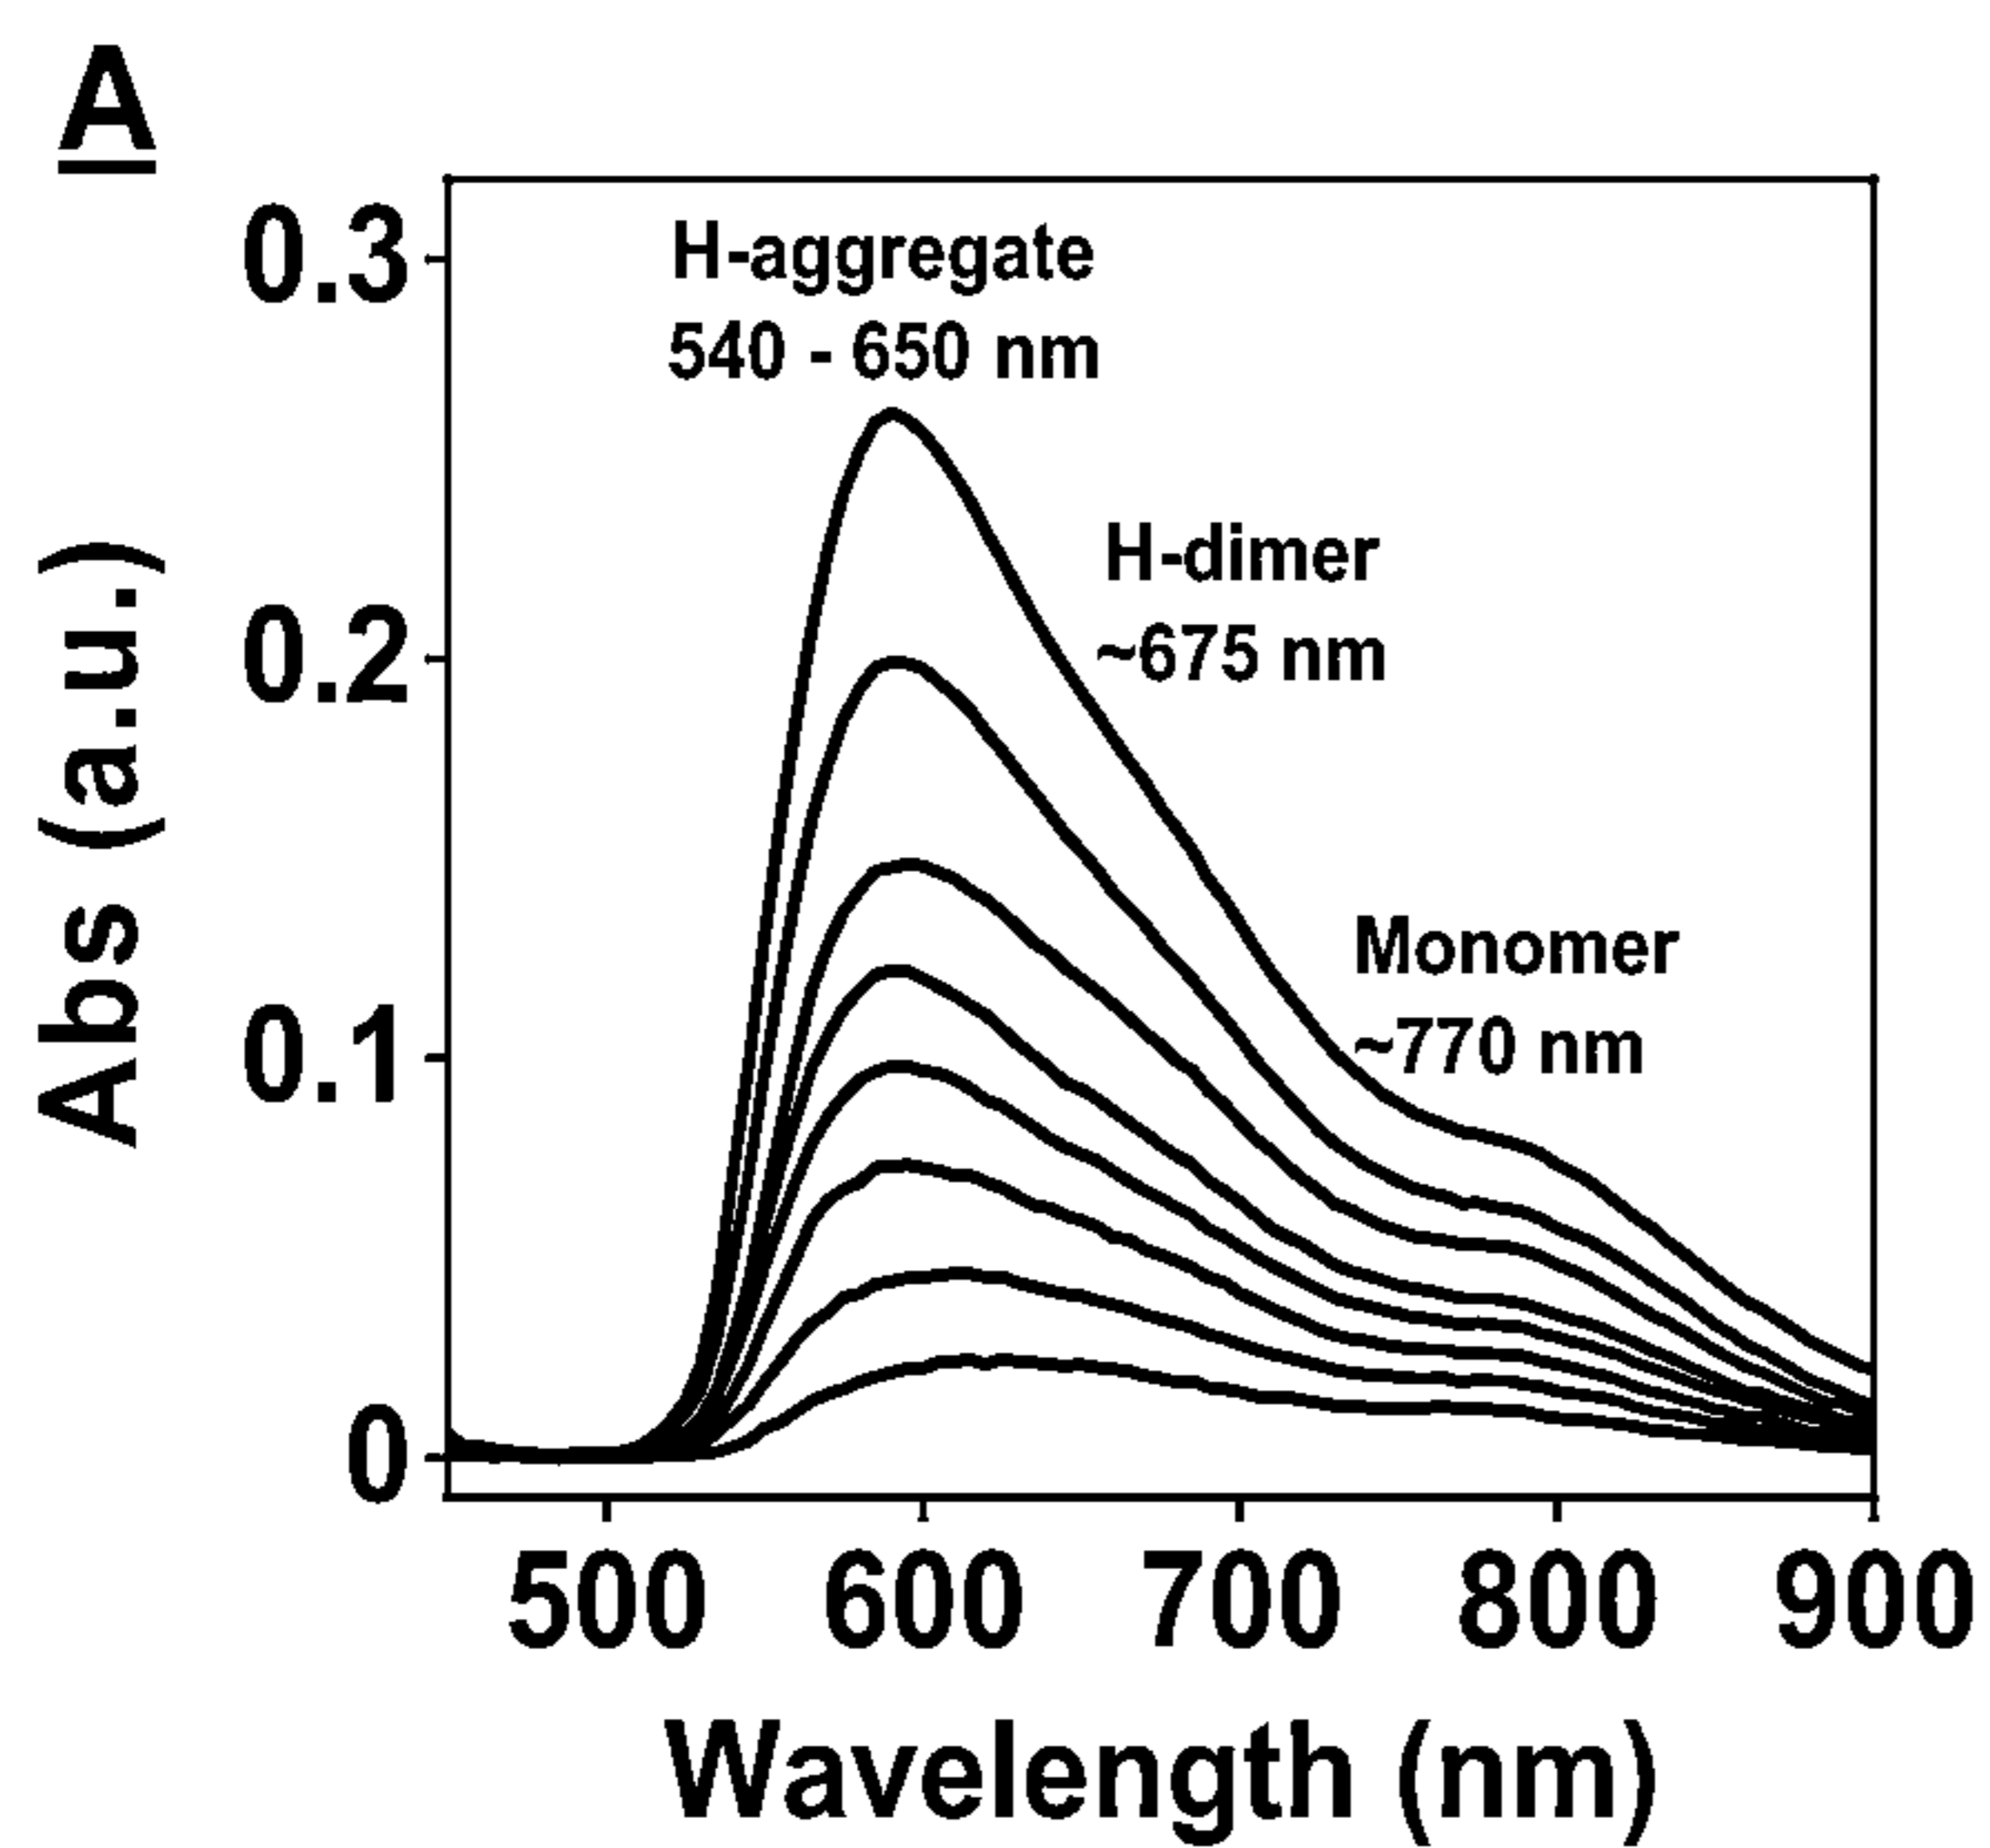 A
0.3
0.2
0.1
0
Abs (a.u.)
H-aggregate
540 - 650 nm
H-dimer
~675 nm
Monomer
~770 nm
500 600 700 800 900
Wavelength (nm)